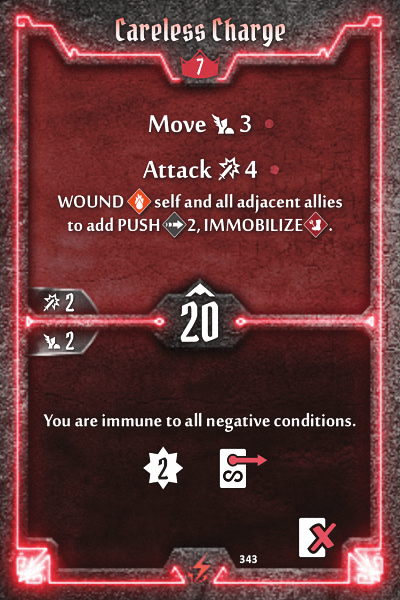 Careless Charge
7
Move 3
Attack 4
WOUND self and all adjacent allies
to add PUSH 2, IMMOBILIZE.
2
20
2
You are immune to all negative conditions.
2
343